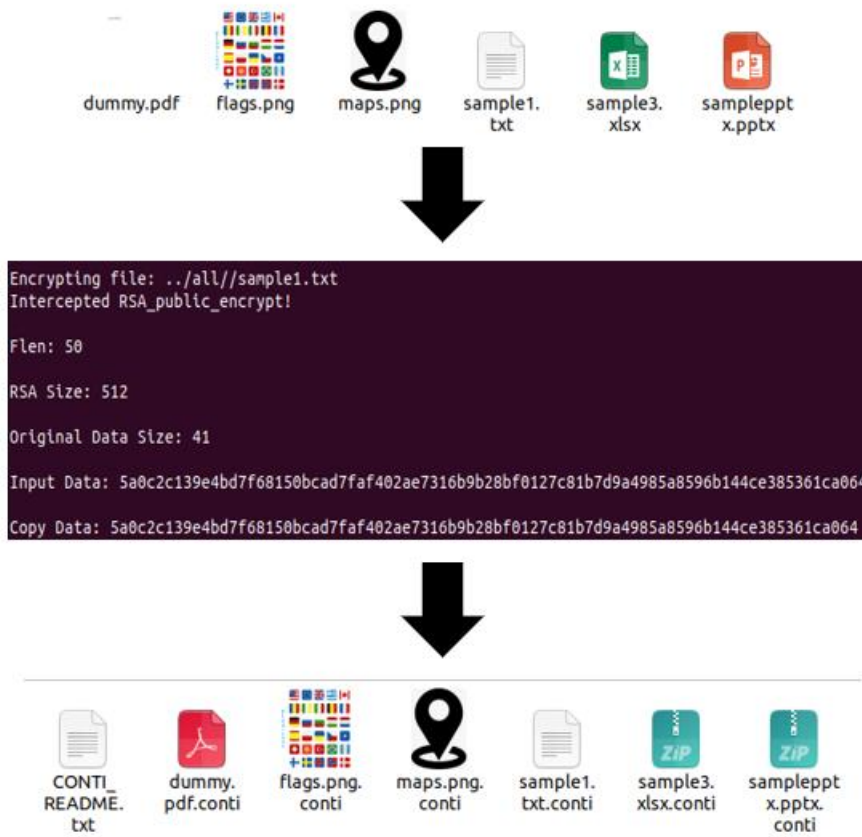 dummy.pdf
flags.png
maps.png
sample1.
txt
sample3.
xlsx
sampleppt
x.pptx
Encrypting file: ../all//sample1.txt
Intercepted RSA_public_encrypt!
Flen: 50
RSA Size: 512
Original Data Size: 41
Input Data: 5a0c2c139e4bd7f68150bcad7faf402ae7316b9b28bf0127c81b7d9a4985a8596b144ce385361ca064
Copy Data: 5a0c2c139e4bd7f68150bcad7faf402ae7316b9b28bf0127c81b7d9a4985a8596b144ce385361ca064
CONTI_
README.
txt
dummy.
pdf.conti
flags.png.
conti
maps.png.
conti
sample1.
txt.conti
ZiP
sample3.
xlsx.conti
ZiP
sampleppt
x.pptx.
conti